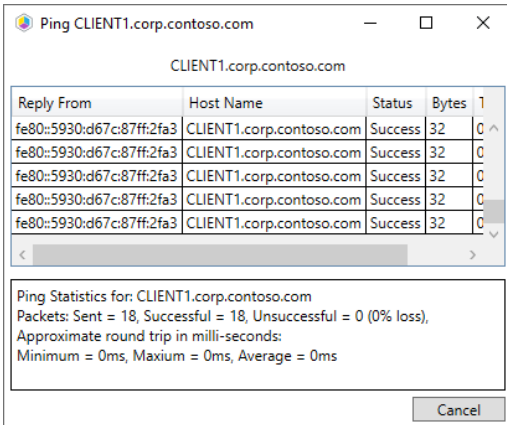 Ping CLIENT1.corp.contoso.com
CLIENT1.corp.contoso.com
Reply From Host Name Status Bytes T
fe80::5930:d67c:87ff:2fa3 CLIENT1.corp.contoso.com Success 32 0
fe80::5930:d67c:87ff:2fa3 CLIENT1.corp.contoso.com Success 32 0
fe80::5930:d67c:87ff:2fa3 CLIENT1.corp.contoso.com Success 32 0
fe80::5930:d67c:87ff:2fa3 CLIENT1.corp.contoso.com Success 32 0
fe80::5930:d67c:87ff:2fa3 CLIENT1.corp.contoso.com Success 32 0
Ping Statistics for: CLIENT1.corp.contoso.com
Packets: Sent = 18, Successful = 18, Unsuccessful = 0 (0% loss),
Approximate round trip in milli-seconds:
Minimum = 0ms, Maxium = 0ms, Average = 0ms
Cancel